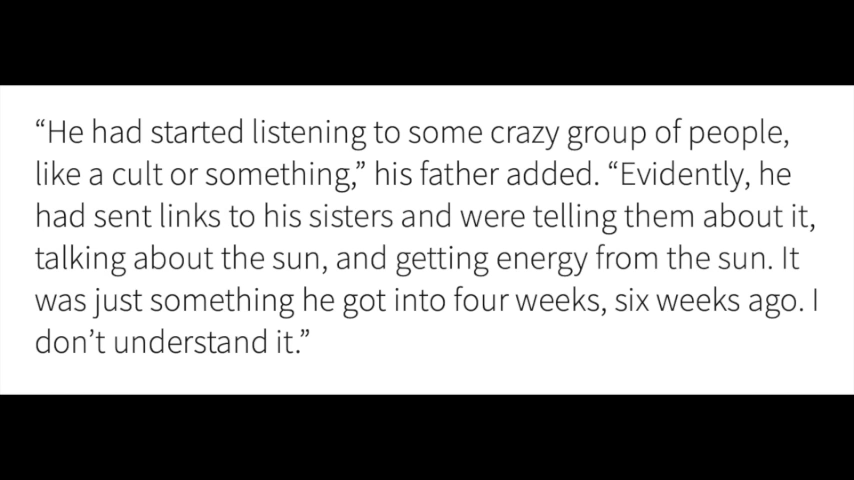 “He had started listening to some crazy group of people,
like a cult or something,” his father added. “Evidently, he
had sent links to his sisters and were telling them about it,
talking about the sun, and getting energy from the sun. It
was just something he got into four weeks, six weeks ago. I
don’t understand it.”